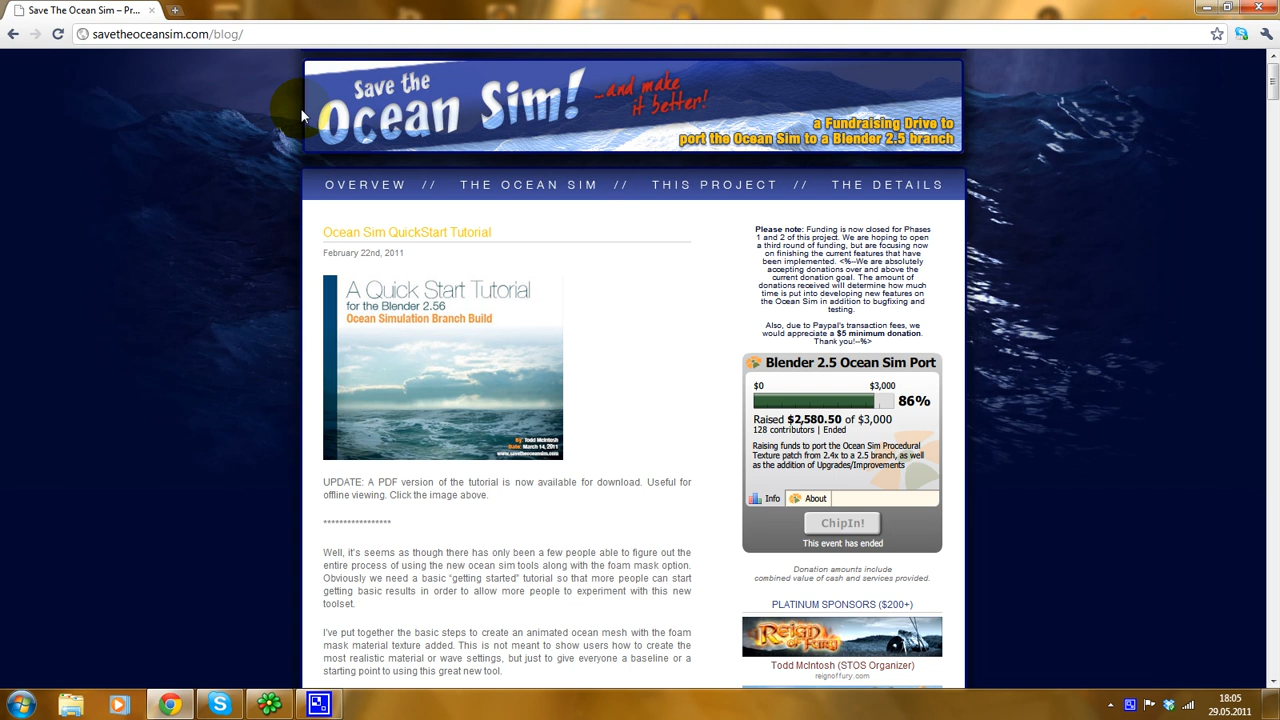 Save The Ocean Sim – Pr...
savetheoceansim.com/blog/
Save the
Ocean Sim!
...and make
it better!
a Fundraising Drive to
port the Ocean Sim to a Blender 2.5 branch
OVERVEW // THE OCEAN SIM // THIS PROJECT // THE DETAILS
Ocean Sim QuickStart Tutorial
February 22nd, 2011
A Quick Start Tutorial
for the Blender 2.56
Ocean Simulation Branch Build
by: Todd McIntosh
Date: March 14, 2011
www.savetheoceansim.com
UPDATE: A PDF version of the tutorial is now available for download. Useful for
offline viewing. Click the image above.
****************
Well, it's seems as though there has only been a few people able to figure out the
entire process of using the new ocean sim tools along with the foam mask option.
Obviously we need a basic “getting started” tutorial so that more people can start
getting basic results in order to allow more people to experiment with this new
toolset.
I've put together the basic steps to create an animated ocean mesh with the foam
mask material texture added. This is not meant to show users how to create the
most realistic material or wave settings, but just to give everyone a baseline or a
starting point to using this great new tool.
Please note: Funding is now closed for Phases
1 and 2 of this project. We are hoping to open
a third round of funding, but are focusing now
on finishing the current features that have
been implemented. <%--We are absolutely
accepting donations over and above the
current donation goal. The amount of
donations received will determine how much
time is put into developing new features on
the Ocean Sim in addition to bugfixing and
testing.
Also, due to Paypal's transaction fees, we
would appreciate a $5 minimum donation.
Thank you!--%>
Blender 2.5 Ocean Sim Port
$0 $3,000
86%
Raised $2,580.50 of $3,000
128 contributors | Ended
Raising funds to port the Ocean Sim Procedural
Texture patch from 2.4x to a 2.5 branch, as well
as the addition of Upgrades/Improvements
Info About
ChipIn!
This event has ended
Donation amounts include
combined value of cash and services provided.
PLATINUM SPONSORS ($200+)
Reign of Fury
Todd McIntosh (STOS Organizer)
reignoffury.com
18:05
29.05.2011